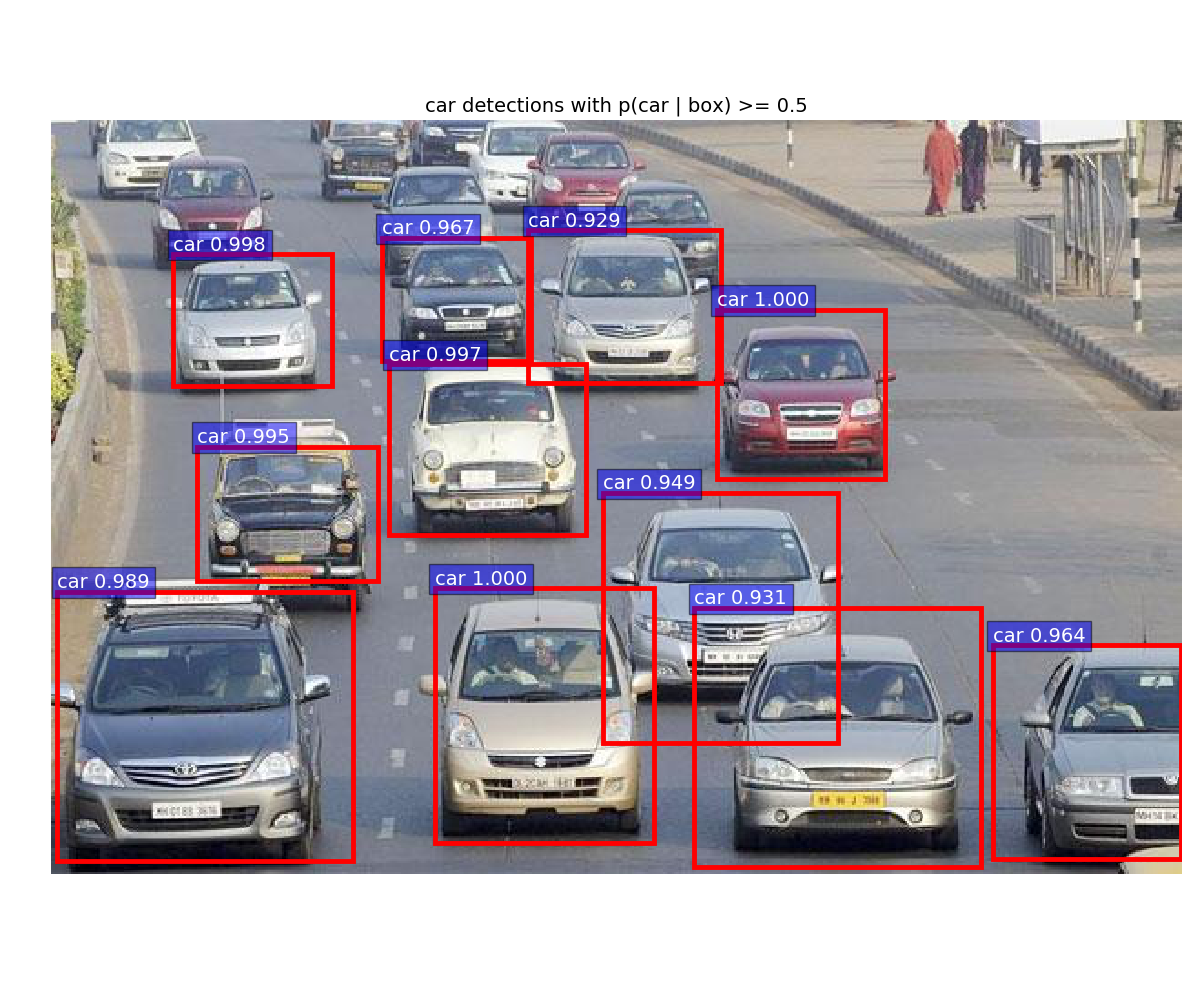 car detections with p(car | box) >= 0.5
car 0.929
car 0.967
car 0.998
car 1.000
car 0.997
car 0.995
car 0.949
car 1.000
car 0.989
car 0.931
car 0.964
TOYOTA